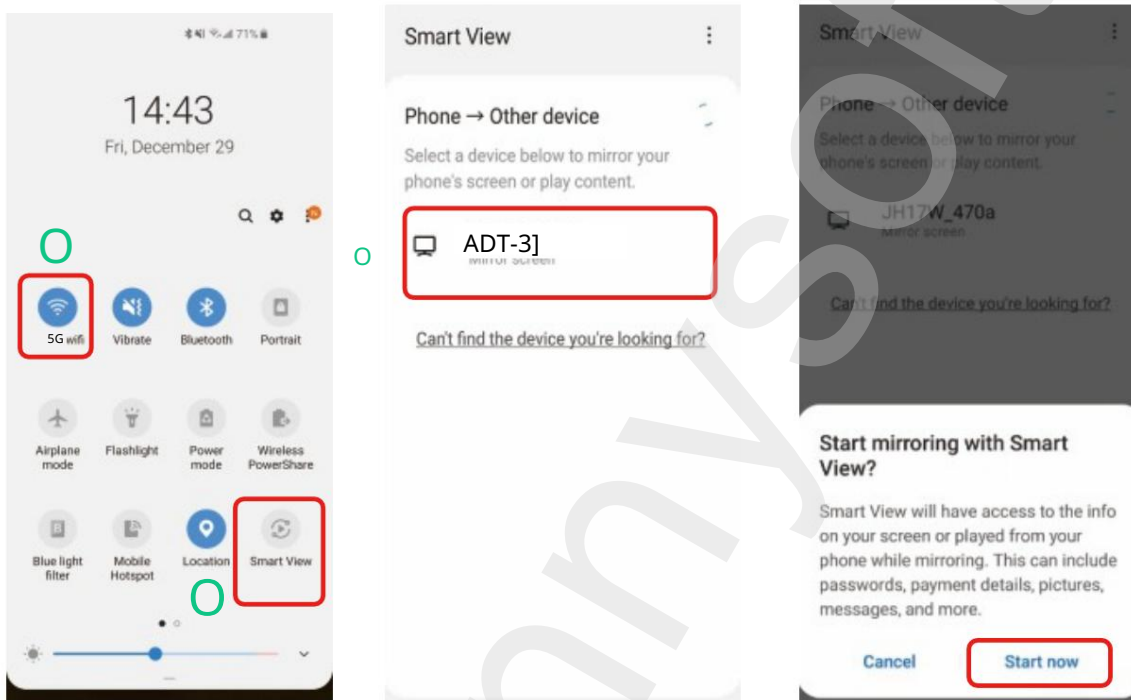 71%
14:43
Fri, December 29
O
5G wifi
Vibrate
Bluetooth
Portrait
Airplane mode
Flashlight
Power mode
Wireless PowerShare
Blue light filter
Mobile Hotspot
Location
Smart View
O
O
Smart View
Phone → Other device
Select a device below to mirror your
phone's screen or play content.
ADT-3]
Mirror screen
Can't find the device you're looking for?
Smart View
Phone → Other device
Select a device below to mirror your
phone's screen or play content.
JH17W_470a
Mirror screen
Can't find the device you're looking for?
Start mirroring with Smart
View?
Smart View will have access to the info
on your screen or played from your
phone while mirroring. This can include
passwords, payment details, pictures,
messages, and more.
Cancel
Start now